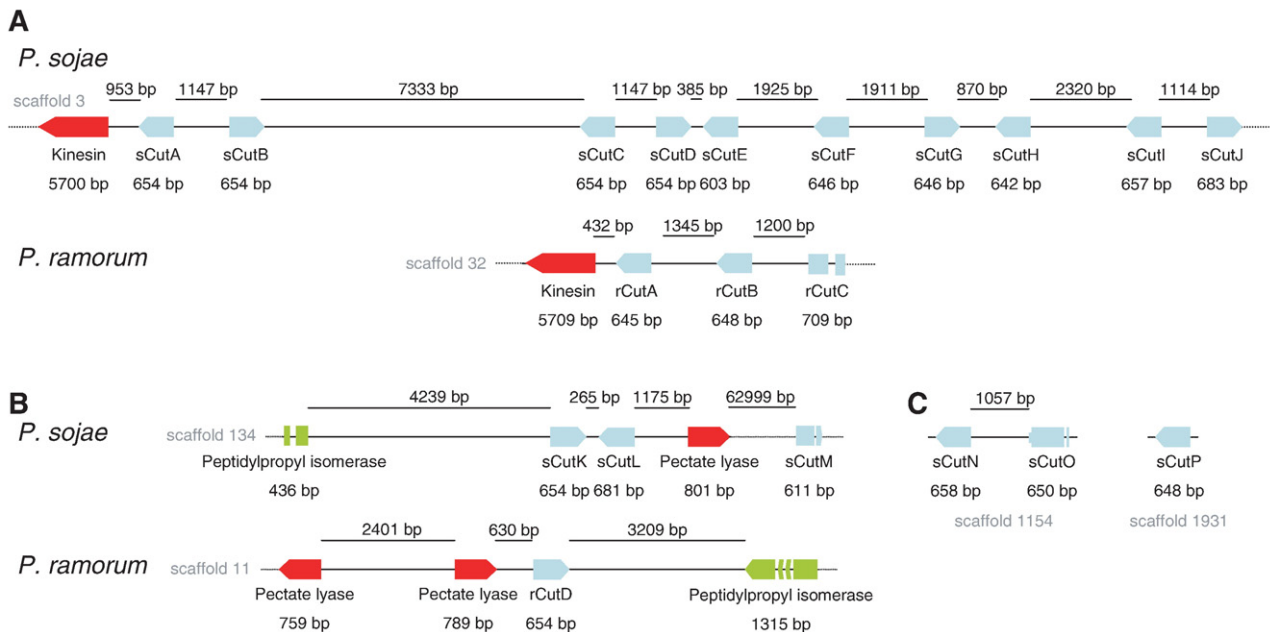 A
P. sojae
953 bp 1147 bp 7333 bp 1147 bp 385 bp 1925 bp 1911 bp 870 bp 2320 bp 1114 bp
scaffold 3
Kinesin sCutA sCutB sCutC sCutD sCutE sCutF sCutG sCutH sCutI sCutJ
5700 bp 654 bp 654 bp 654 bp 654 bp 603 bp 646 bp 646 bp 642 bp 657 bp 683 bp
432 bp 1345 bp 1200 bp
P. ramorum scaffold 32
Kinesin rCutA rCutB rCutC
5709 bp 645 bp 648 bp 709 bp
B
4239 bp 265 bp 1175 bp 62999 bp
P. sojae scaffold 134
Peptidylpropyl isomerase sCutK sCutL Pectate lyase sCutM
436 bp 654 bp 681 bp 801 bp 611 bp
2401 bp 630 bp 3209 bp
P. ramorum scaffold 11
Pectate lyase Pectate lyase rCutD Peptidylpropyl isomerase
759 bp 789 bp 654 bp 1315 bp
C
1057 bp
sCutN sCutO sCutP
658 bp 650 bp 648 bp
scaffold 1154 scaffold 1931